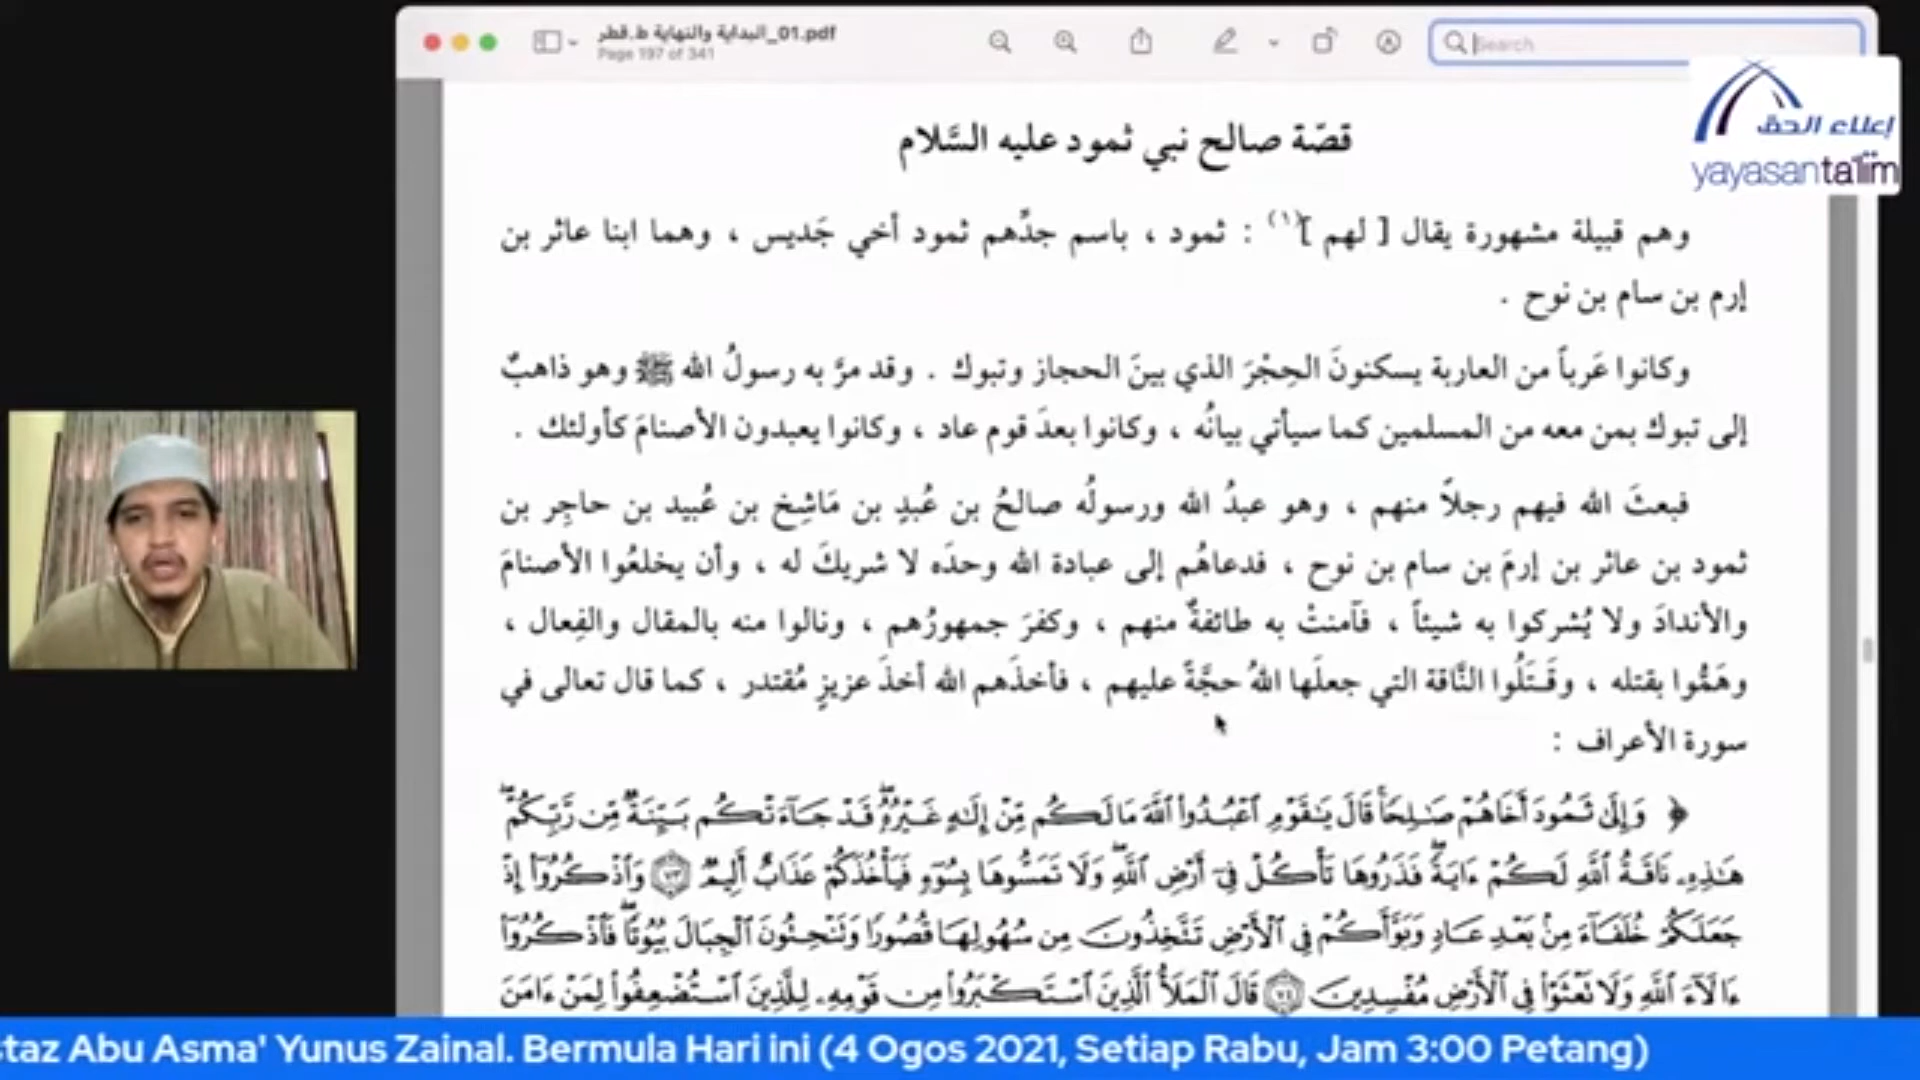 البداية والنهاية ط.قطر_01.pdf
Page 197 of 341
Search
إعلاء الحق
yayasanta'lim
قصّة صالح نبي ثمود عليه السَّلام
وهم قبيلة مشهورة يقال [ لهم ](١) : ثمود ، باسم جدِّهم ثمود أخي جَديس ، وهما ابنا عاثر بن
إرم بن سام بن نوح .
وكانوا عَرباً من العاربة يسكنونَ الحِجْرَ الذي بينَ الحجاز وتبوك . وقد مرَّ به رسولُ الله ﷺ وهو ذاهبٌ
إلى تبوك بمن معه من المسلمين كما سيأتي بيانُه ، وكانوا بعدَ قوم عاد ، وكانوا يعبدون الأصنامَ كأولئك .
فبعثَ الله فيهم رجلاً منهم ، وهو عبدُ الله ورسولُه صالحُ بن عُبدِ بن مَاشِخ بن عُبيد بن حاجِر بن
ثمود بن عاثر بن إرمَ بن سام بن نوح ، فدعاهُم إلى عبادة الله وحدَه لا شريكَ له ، وأن يخلعُوا الأصنامَ
والأندادَ ولا يُشركوا به شيئاً ، فآمنتْ به طائفةٌ منهم ، وكفرَ جمهورُهم ، ونالوا منه بالمقال والفِعال ،
وهَمُّوا بقتله ، وقَتَلُوا النَّاقة التي جعلَها اللهُ حجَّةً عليهم ، فأخذَهم الله أخذَ عزيزٍ مُقتدر ، كما قال تعالى في
سورة الأعراف :
﴿ وَإِلَىٰ ثَمُودَ أَخَاهُمْ صَـٰلِحًا قَالَ يَـٰقَوْمِ ٱعْبُدُوا۟ ٱللَّهَ مَا لَكُم مِّنْ إِلَـٰهٍ غَيْرُهُۥ قَدْ جَآءَتْكُم بَيِّنَةٌ مِّن رَّبِّكُمْ
هَـٰذِهِۦ نَاقَةُ ٱللَّهِ لَكُمْ ءَايَةً فَذَرُوهَا تَأْكُلْ فِىٓ أَرْضِ ٱللَّهِ وَلَا تَمَسُّوهَا بِسُوٓءٍ فَيَأْخُذَكُمْ عَذَابٌ أَلِيمٌ ٧٣ وَٱذْكُرُوٓا۟ إِذْ
جَعَلَكُمْ خُلَفَآءَ مِنۢ بَعْدِ عَادٍ وَبَوَّأَكُمْ فِى ٱلْأَرْضِ تَتَّخِذُونَ مِن سُهُولِهَا قُصُورًا وَتَنْحِتُونَ ٱلْجِبَالَ بُيُوتًا فَٱذْكُرُوٓا۟
ءَالَآءَ ٱللَّهِ وَلَا تَعْثَوْا۟ فِى ٱلْأَرْضِ مُفْسِدِينَ ٧٤ قَالَ ٱلْمَلَأُ ٱلَّذِينَ ٱسْتَكْبَرُوا۟ مِن قَوْمِهِۦ لِلَّذِينَ ٱسْتُضْعِفُوا۟ لِمَنْ ءَامَنَ
taz Abu Asma' Yunus Zainal. Bermula Hari ini (4 Ogos 2021, Setiap Rabu, Jam 3:00 Petang)